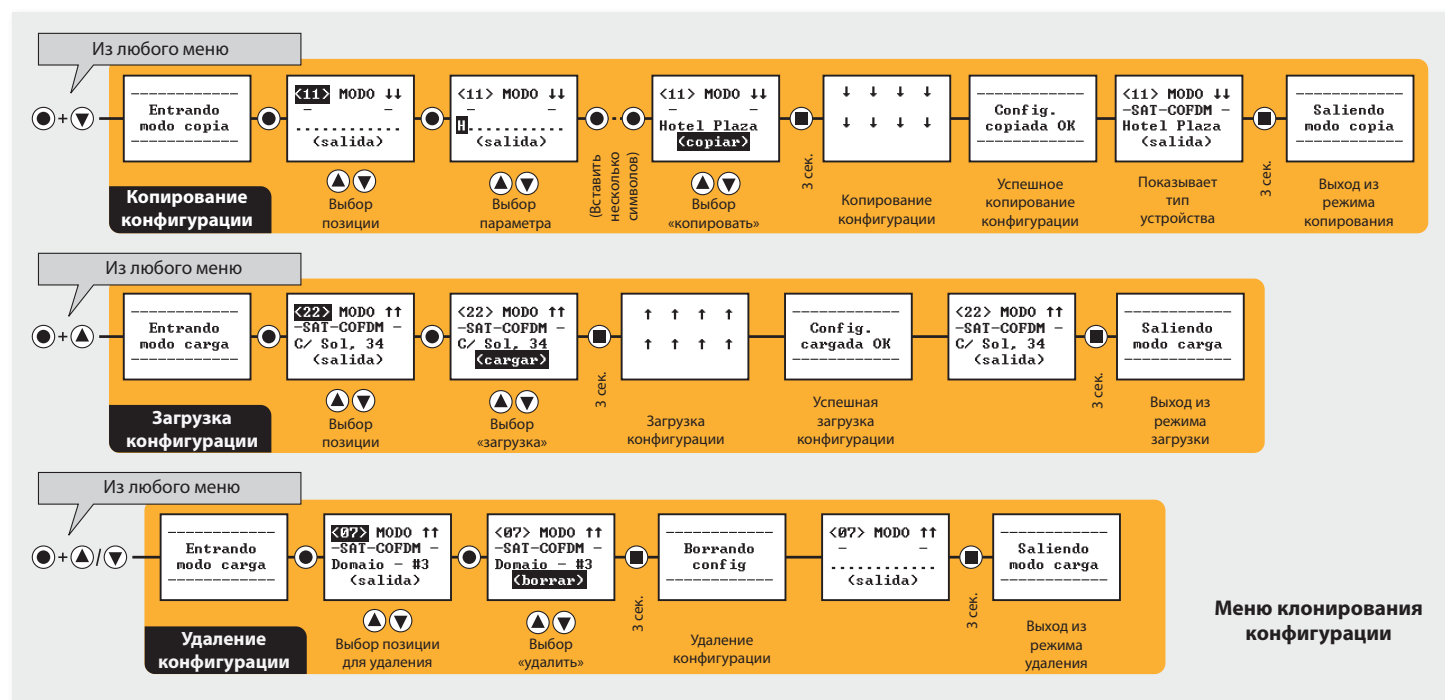 Из любого меню
Entrando
modo copia
<11> MODO ↓↓
- -
............
(salida)
Выбор
позиции
<11> MODO ↓↓
- -
H...........
(salida)
Выбор
параметра
(Вставить
несколько
символов)
<11> MODO ↓↓
- -
Hotel Plaza
(copiar)
Выбор
«копировать»
3 сек.
↓ ↓ ↓ ↓
↓ ↓ ↓ ↓
Копирование
конфигурации
Config.
copiada OK
Успешное
копирование
конфигурации
<11> MODO ↓↓
-SAT-COFDM -
Hotel Plaza
(salida)
Показывает
тип
устройства
3 сек.
Saliendo
modo copia
Выход из
режима
копирования
Копирование
конфигурации
Из любого меню
Entrando
modo carga
<22> MODO ↑↑
-SAT-COFDM -
C/ Sol, 34
(salida)
Выбор
позиции
<22> MODO ↑↑
-SAT-COFDM -
C/ Sol, 34
(cargar)
Выбор
«загрузка»
3 сек.
↑ ↑ ↑ ↑
↑ ↑ ↑ ↑
Загрузка
конфигурации
Config.
cargada OK
Успешная
загрузка
конфигурации
<22> MODO ↑↑
-SAT-COFDM -
C/ Sol, 34
(salida)
3 сек.
Saliendo
modo carga
Выход из
режима
загрузки
Загрузка
конфигурации
Из любого меню
Entrando
modo carga
<07> MODO ↑↑
-SAT-COFDM -
Domaio - #3
(salida)
Выбор позиции
для удаления
<07> MODO ↑↑
-SAT-COFDM -
Domaio - #3
(borrar)
Выбор
«удалить»
3 сек.
Borrando
config
Удаление
конфигурации
<07> MODO ↑↑
- -
............
(salida)
3 сек.
Saliendo
modo carga
Выход из
режима
удаления
Удаление
конфигурации
Меню клонирования
конфигурации